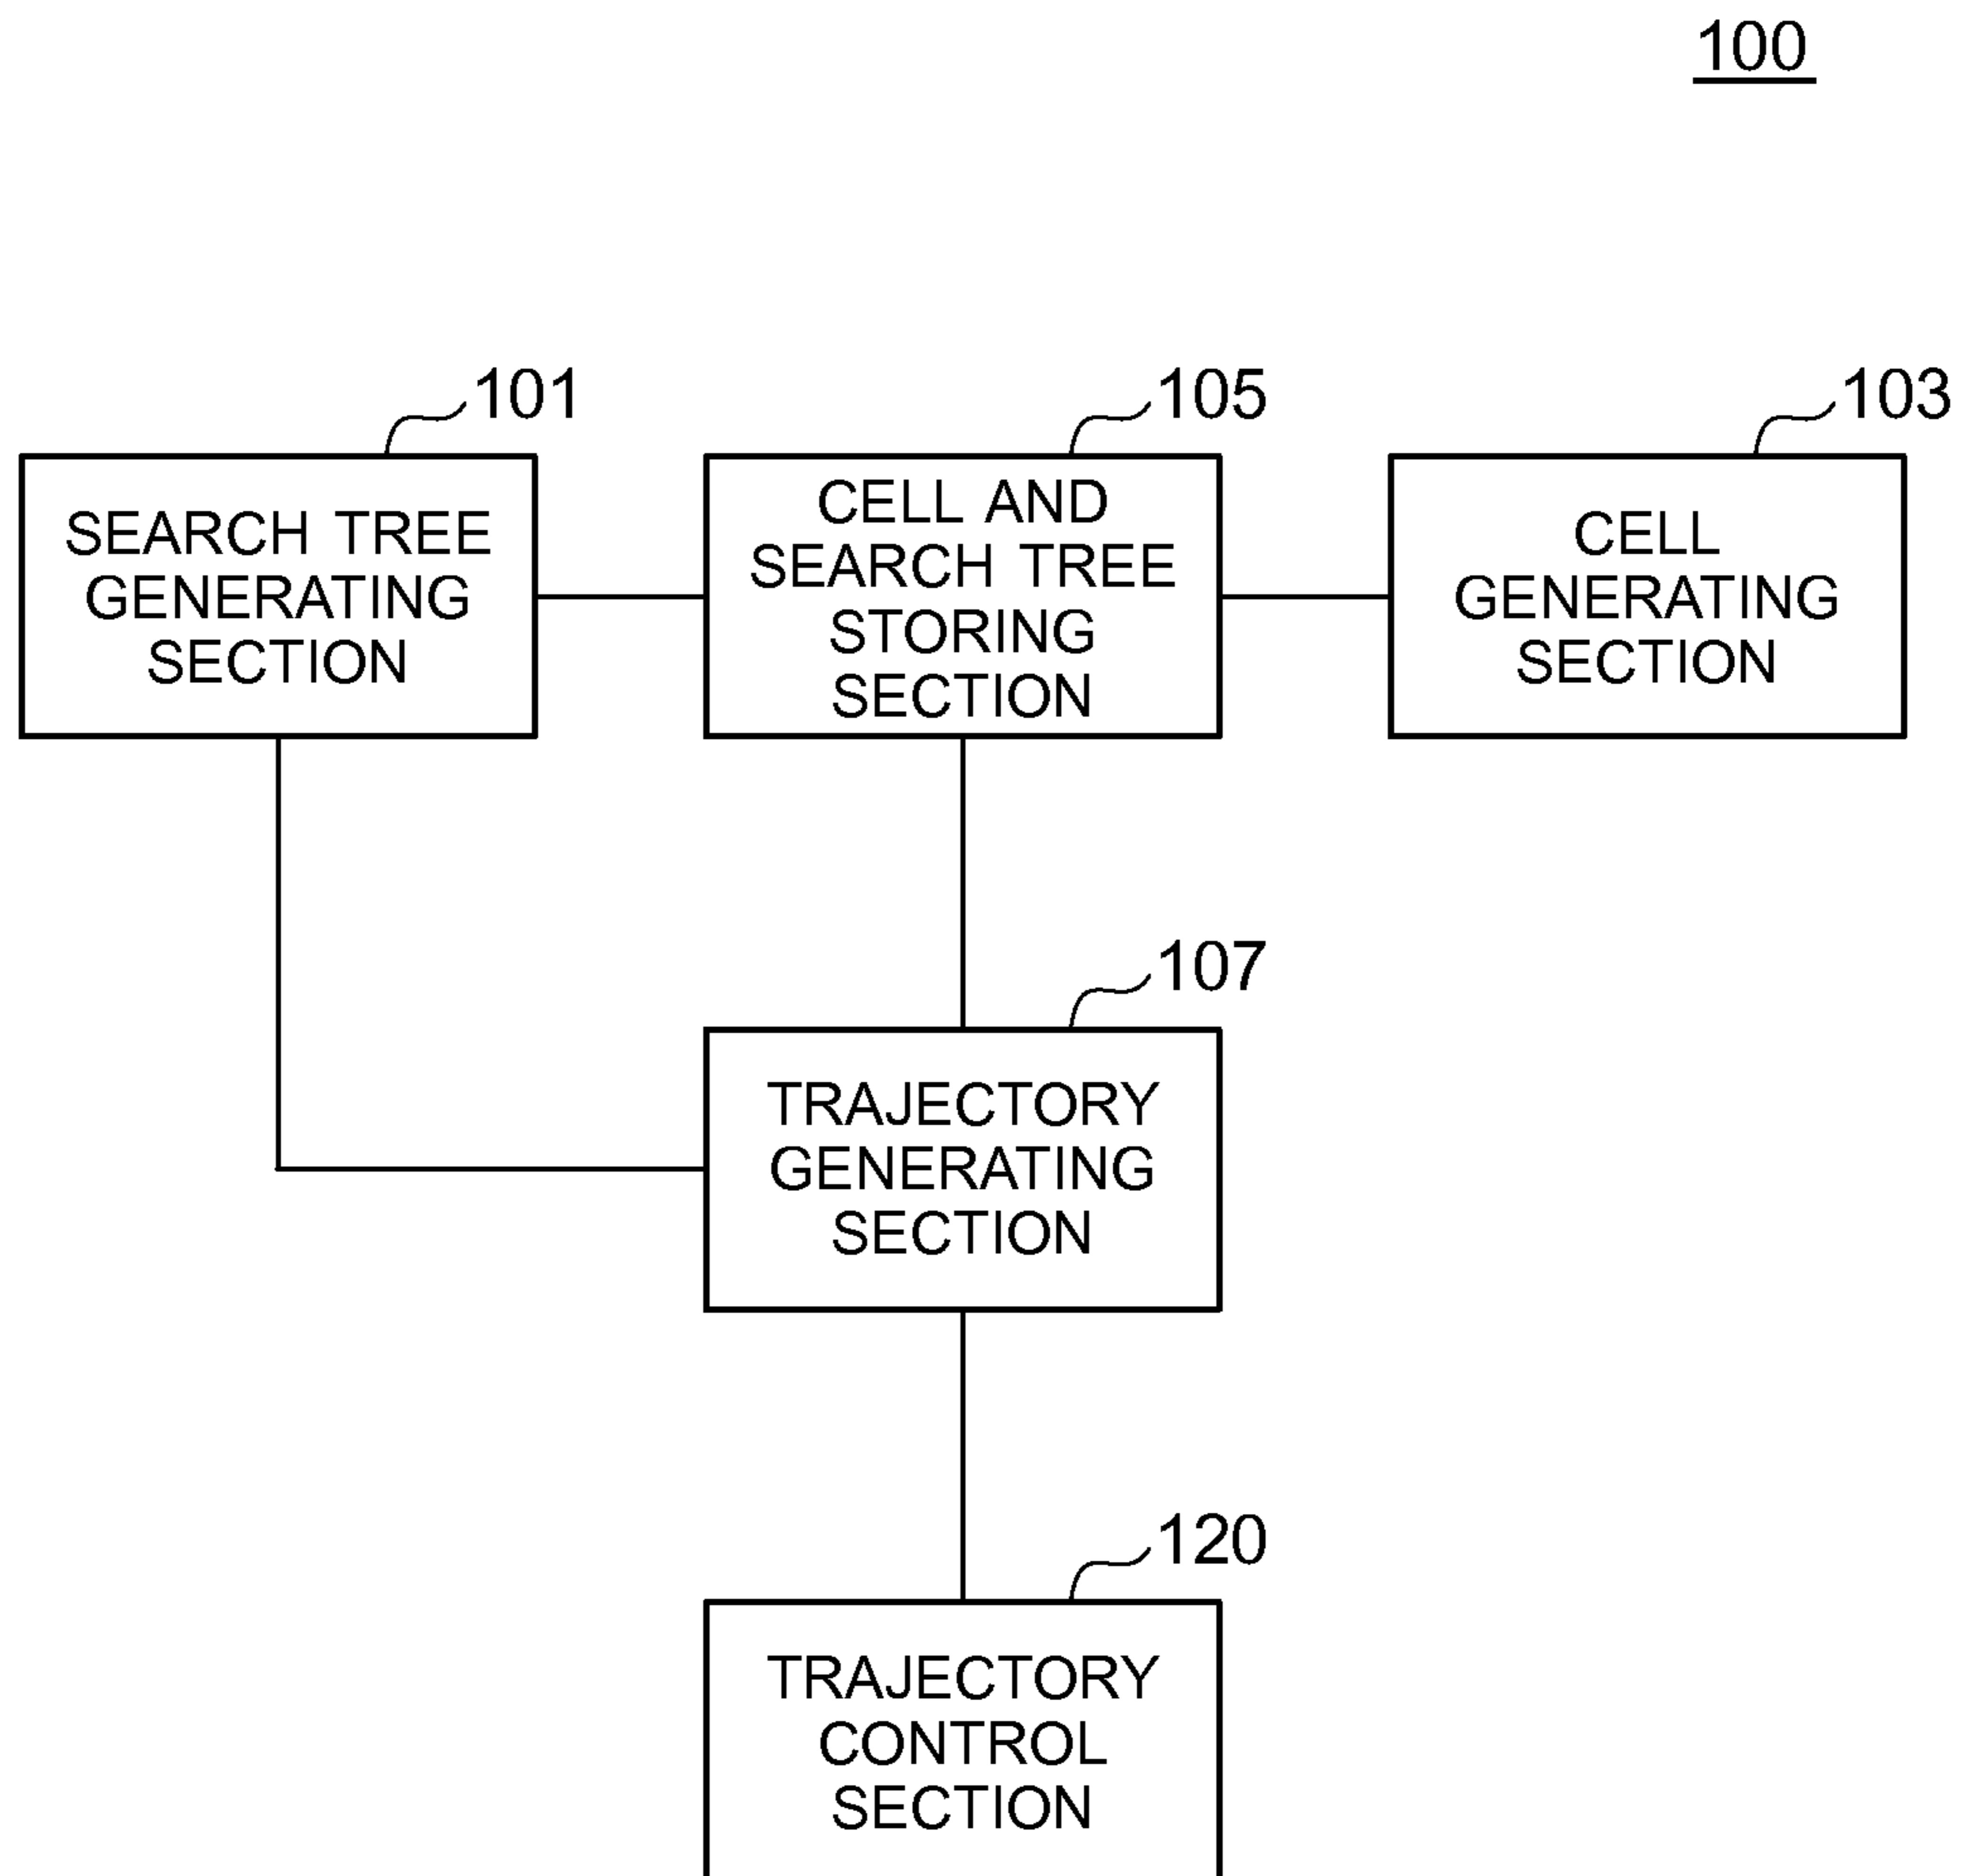 100
101
SEARCH TREE
GENERATING
SECTION
105
CELL AND
SEARCH TREE
STORING
SECTION
103
CELL
GENERATING
SECTION
107
TRAJECTORY
GENERATING
SECTION
120
TRAJECTORY
CONTROL
SECTION